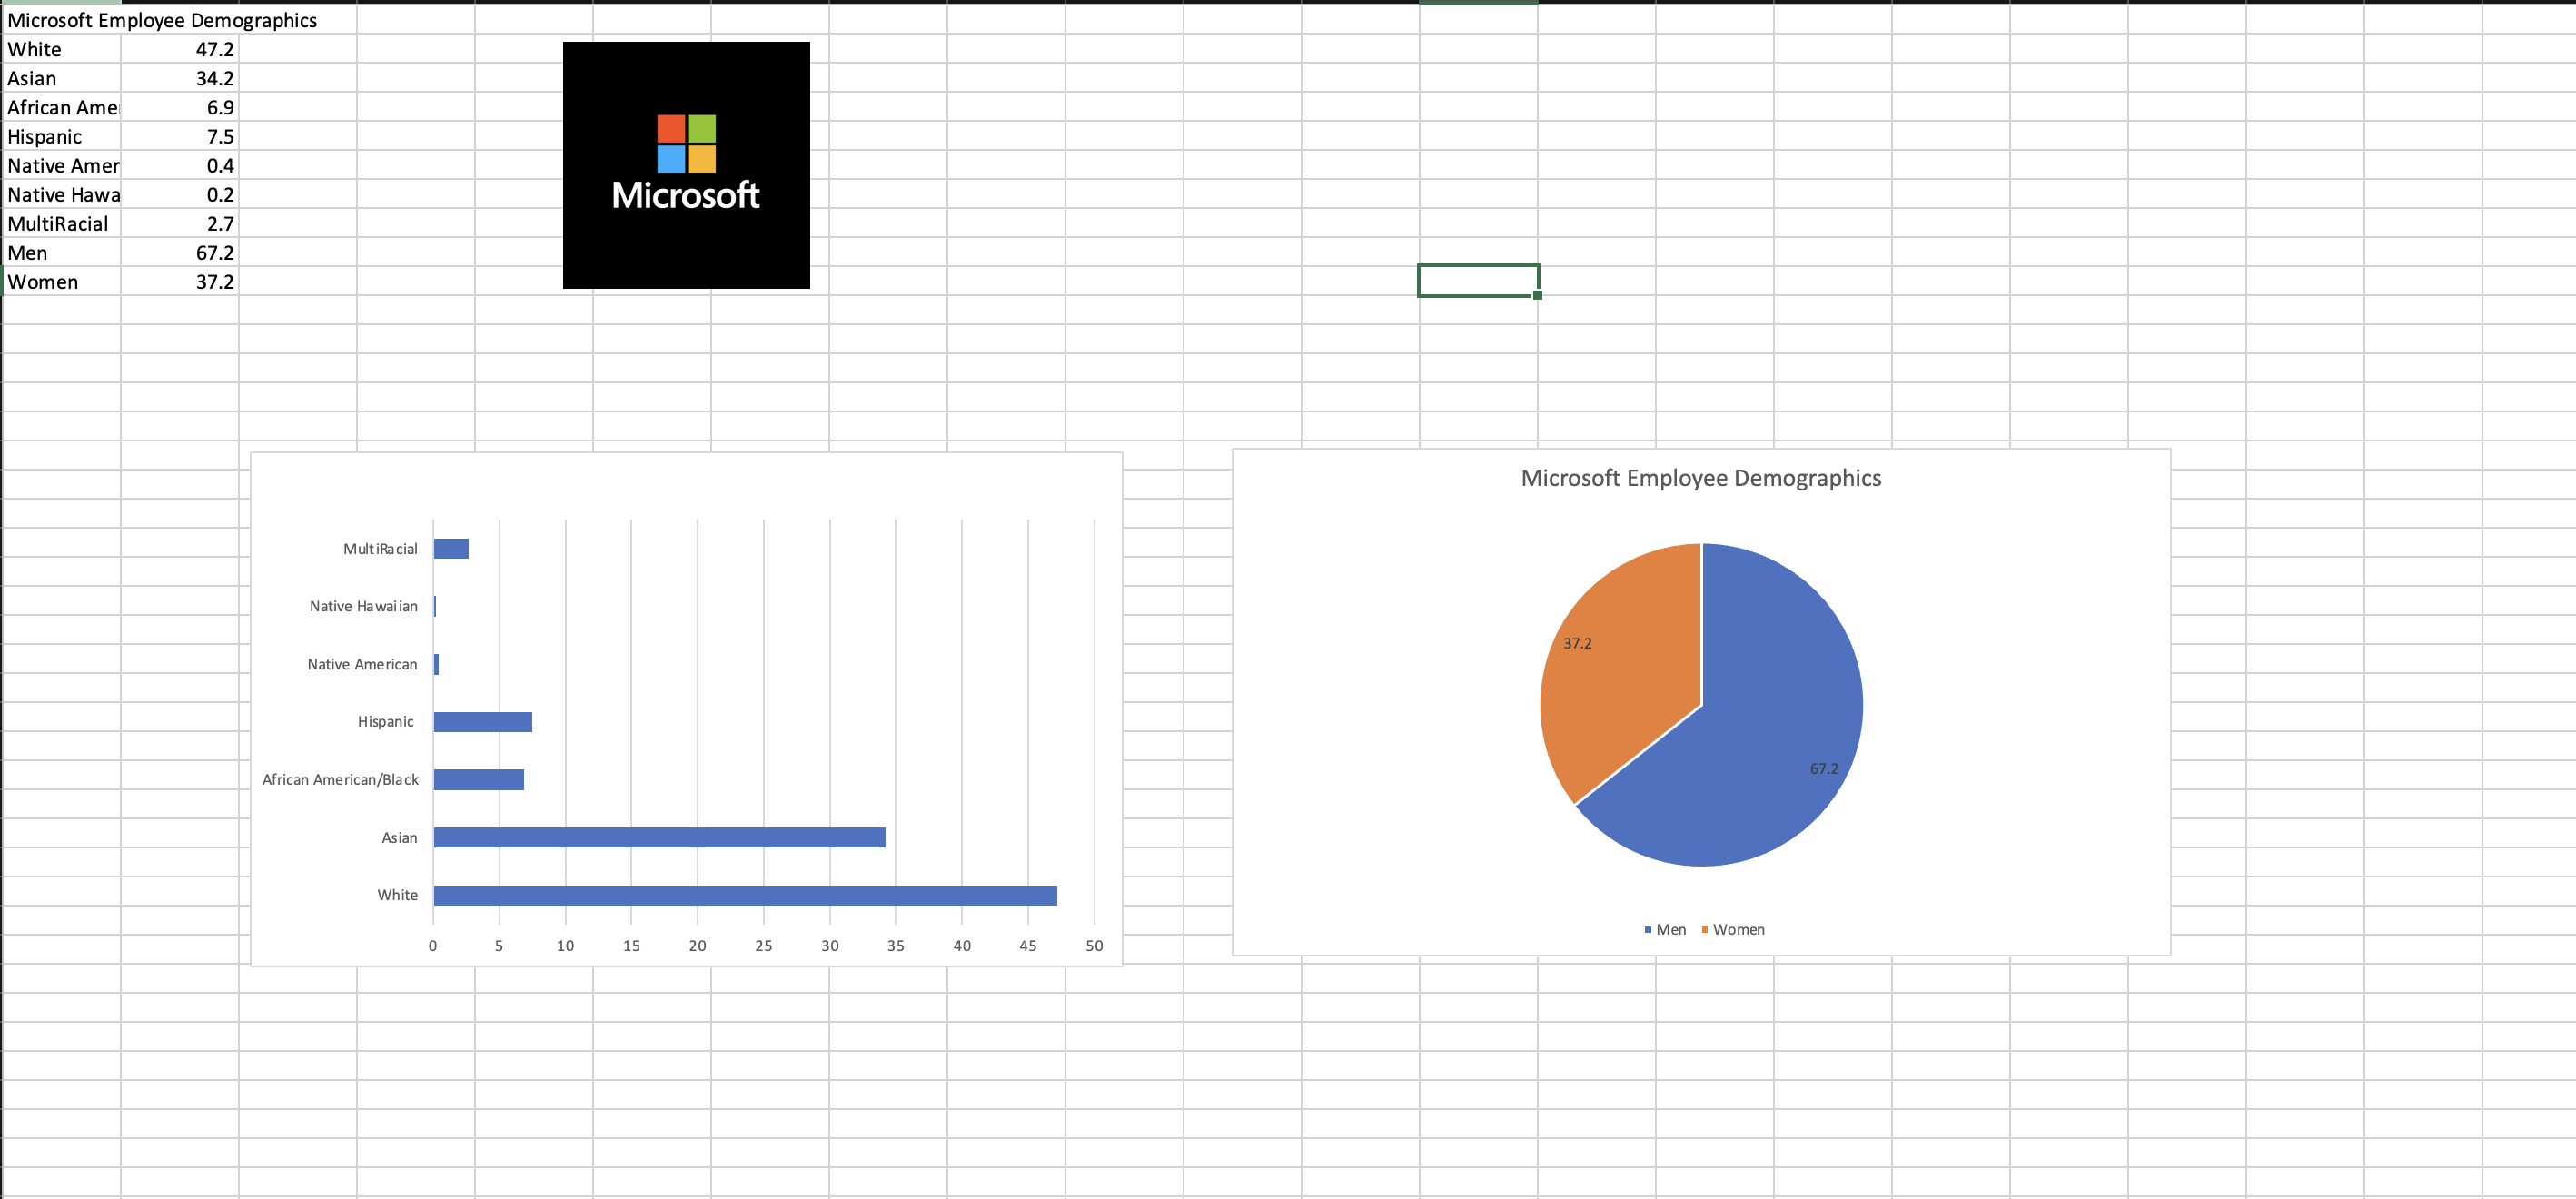 Microsoft Employee Demographics
White 47.2
Asian 34.2
African Amer 6.9
Hispanic 7.5
Native Amer 0.4
Native Hawa 0.2
MultiRacial 2.7
Men 67.2
Women 37.2
Microsoft
MultiRacial
Native Hawaiian
Native American
Hispanic
African American/Black
Asian
White
0 5 10 15 20 25 30 35 40 45 50
Microsoft Employee Demographics
37.2
67.2
Men Women